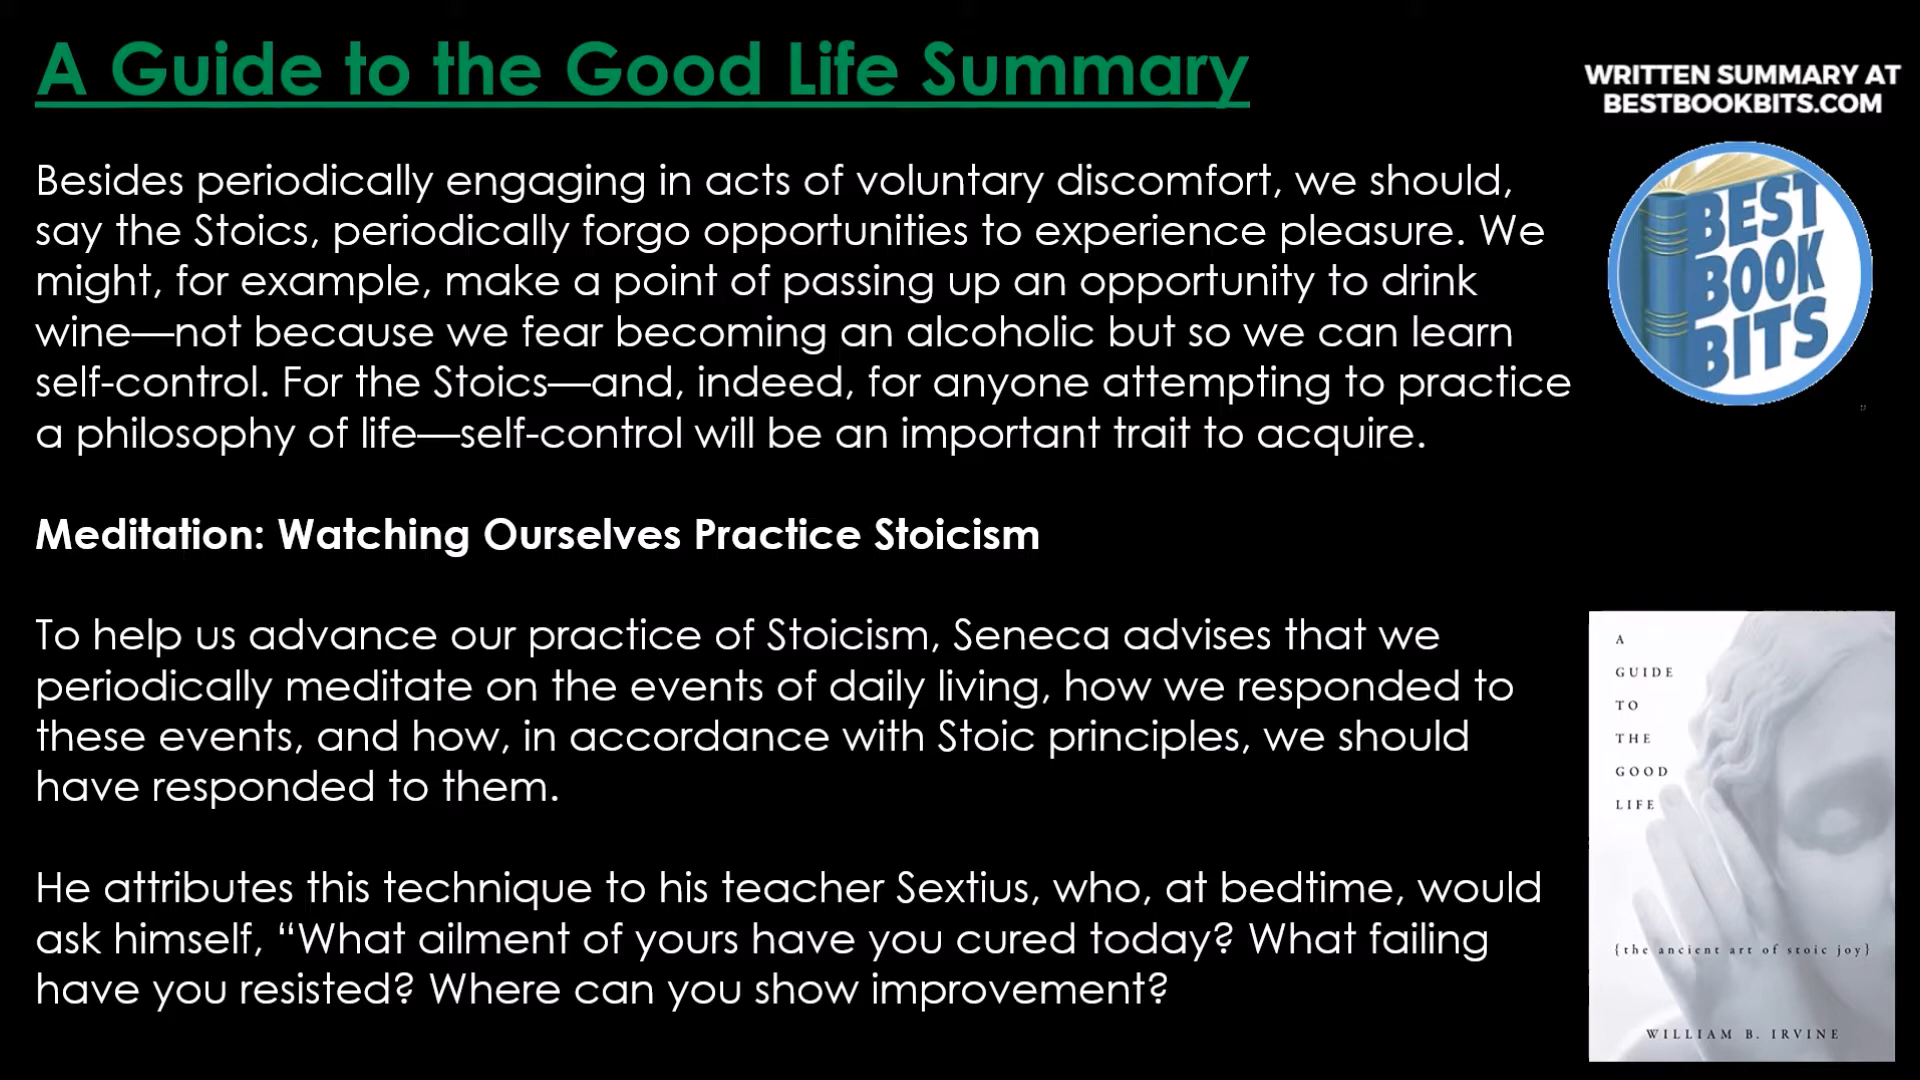 A Guide to the Good Life Summary
WRITTEN SUMMARY AT
BESTBOOKBITS.COM
Besides periodically engaging in acts of voluntary discomfort, we should,
say the Stoics, periodically forgo opportunities to experience pleasure. We
might, for example, make a point of passing up an opportunity to drink
wine—not because we fear becoming an alcoholic but so we can learn
self-control. For the Stoics—and, indeed, for anyone attempting to practice
a philosophy of life—self-control will be an important trait to acquire.
BEST
BOOK
BITS
Meditation: Watching Ourselves Practice Stoicism
To help us advance our practice of Stoicism, Seneca advises that we
periodically meditate on the events of daily living, how we responded to
these events, and how, in accordance with Stoic principles, we should
have responded to them.
He attributes this technique to his teacher Sextius, who, at bedtime, would
ask himself, “What ailment of yours have you cured today? What failing
have you resisted? Where can you show improvement?
A
GUIDE
TO
THE
GOOD
LIFE
{the ancient art of stoic joy}
WILLIAM B. IRVINE